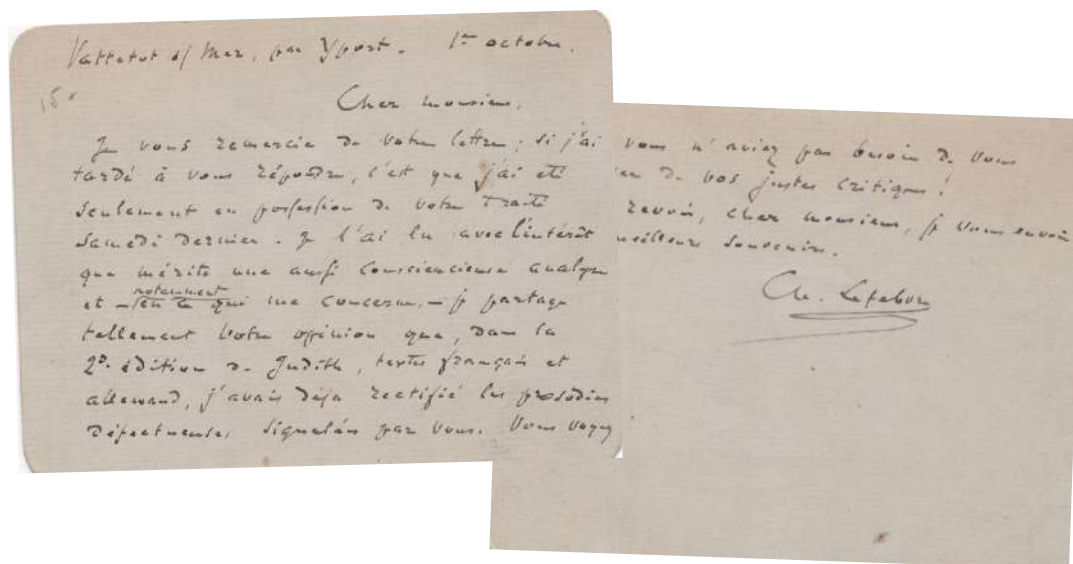 Vattetot s/ Mer, par Yport. 1er octobre.
Cher monsieur,
Je vous remercie de votre lettre ; si j'ai
tardé à vous répondre, c'est que j'ai été
seulement en possession de votre Traité
samedi dernier. Je l'ai lu avec l'intérêt
que mérite une aussi consciencieuse analyse
notamment
et – en ce qui me concerne, – je partage
tellement votre opinion que, dans la
2e édition de Judith, textes français et
allemand, j'avais déjà rectifié les prosodies
défectueuses signalées par vous. Vous voyez
vous n'aviez pas besoin de vous
de vos justes critiques !
revoir, cher monsieur, je vous envoie
meilleurs souvenirs.
Ch. Lefebvre